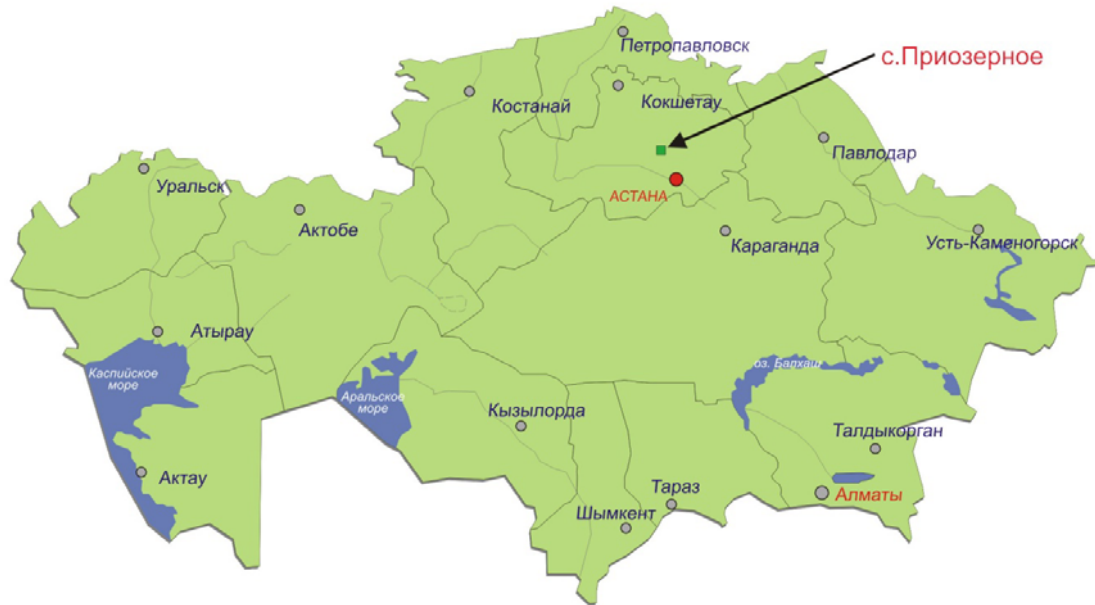 Петропавловск
с.Приозерное
Костанай
Кокшетау
Павлодар
Уральск
АСТАНА
Актобе
Караганда
Усть-Каменогорск
Атырау
Каспийское
море
оз. Балхаш
Аральское
море
Кызылорда
Талдыкорган
Актау
Тараз
Алматы
Шымкент